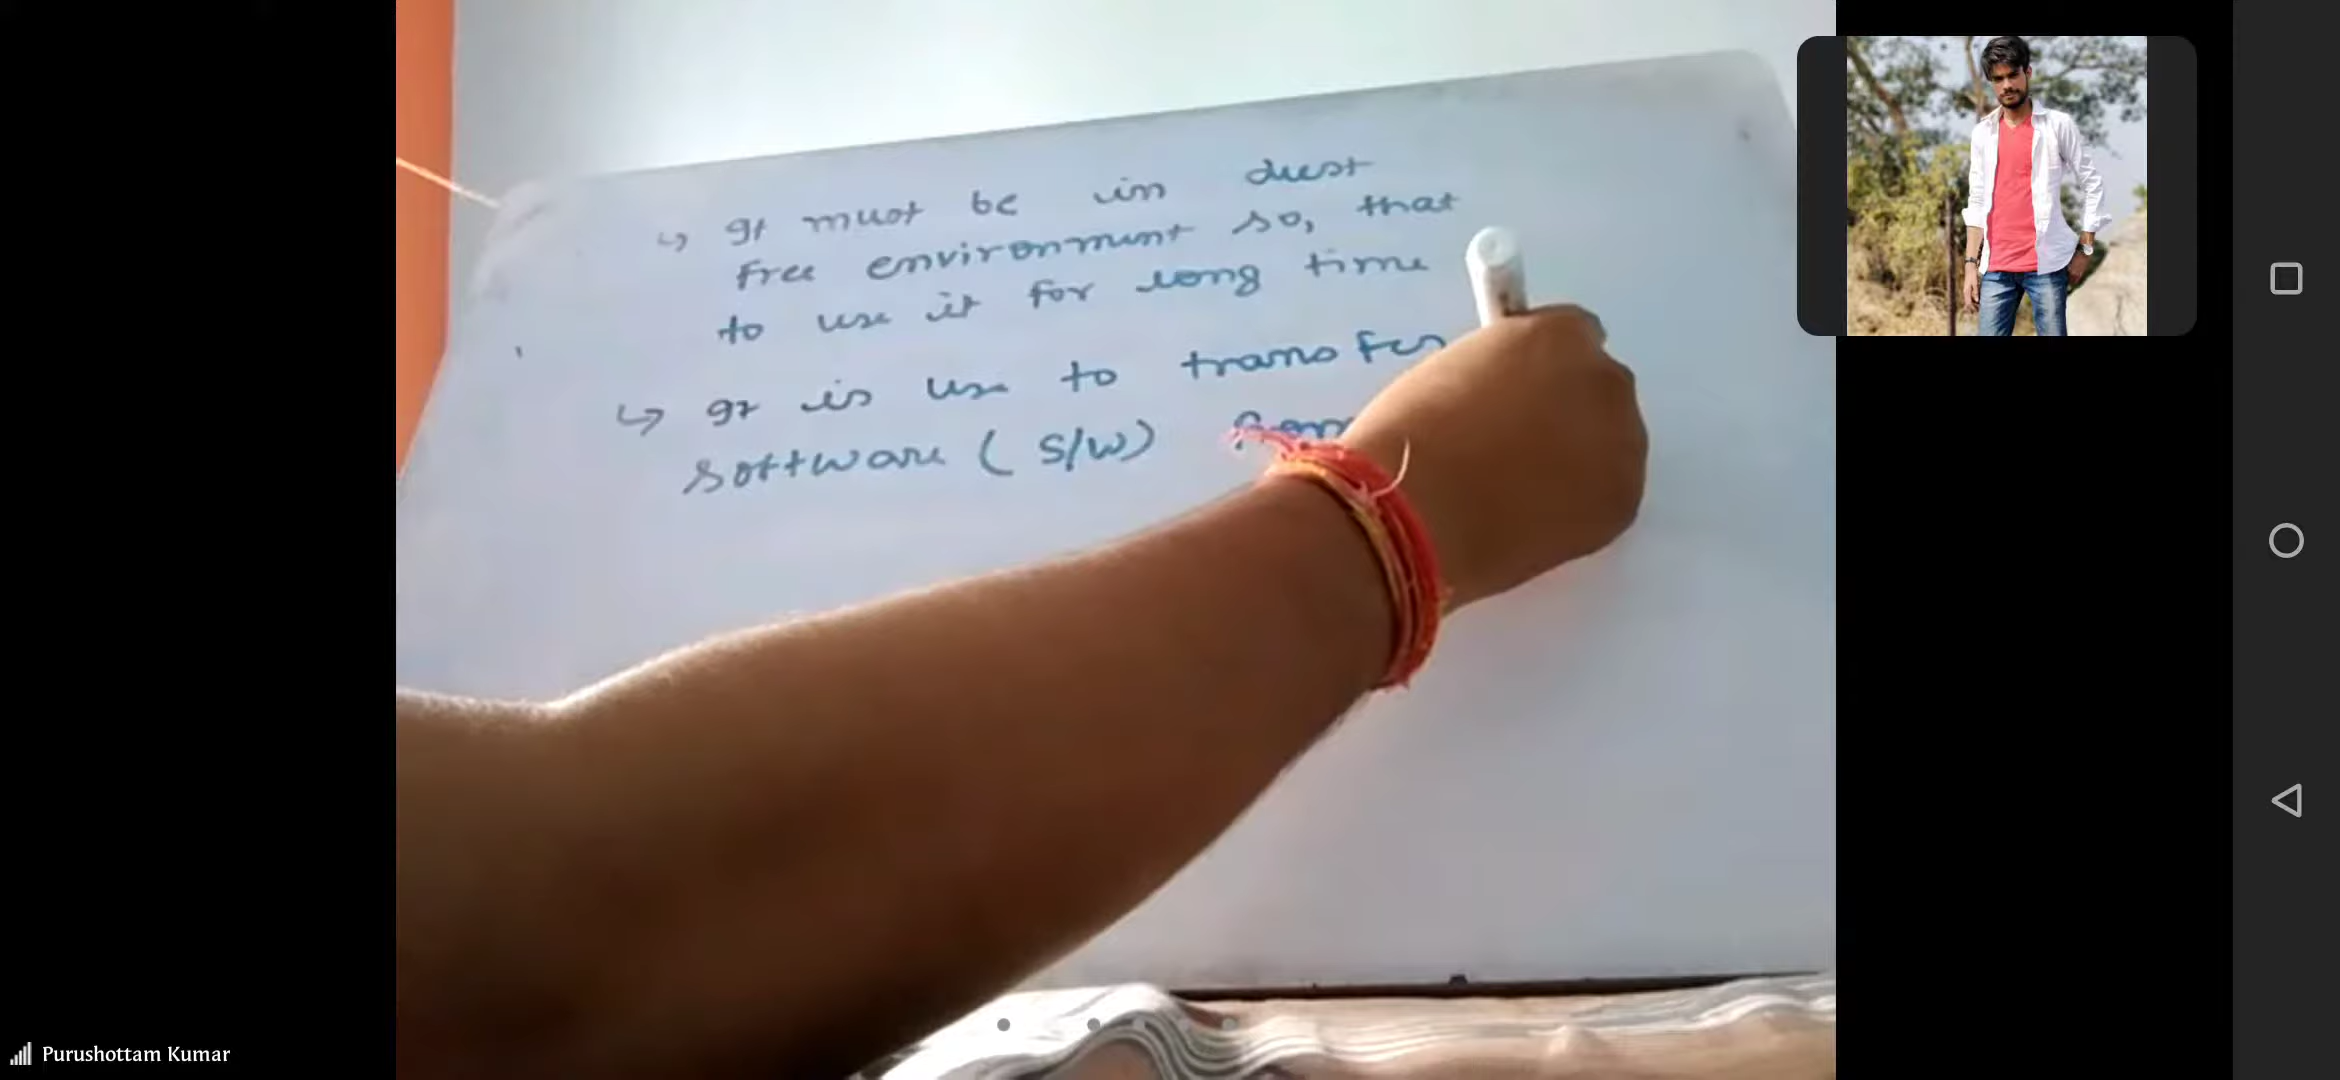 ↳ It must be in dust
free environment so, that
to use it for long time
↳ It is use to transfer
software ( S/W) from
Purushottam Kumar